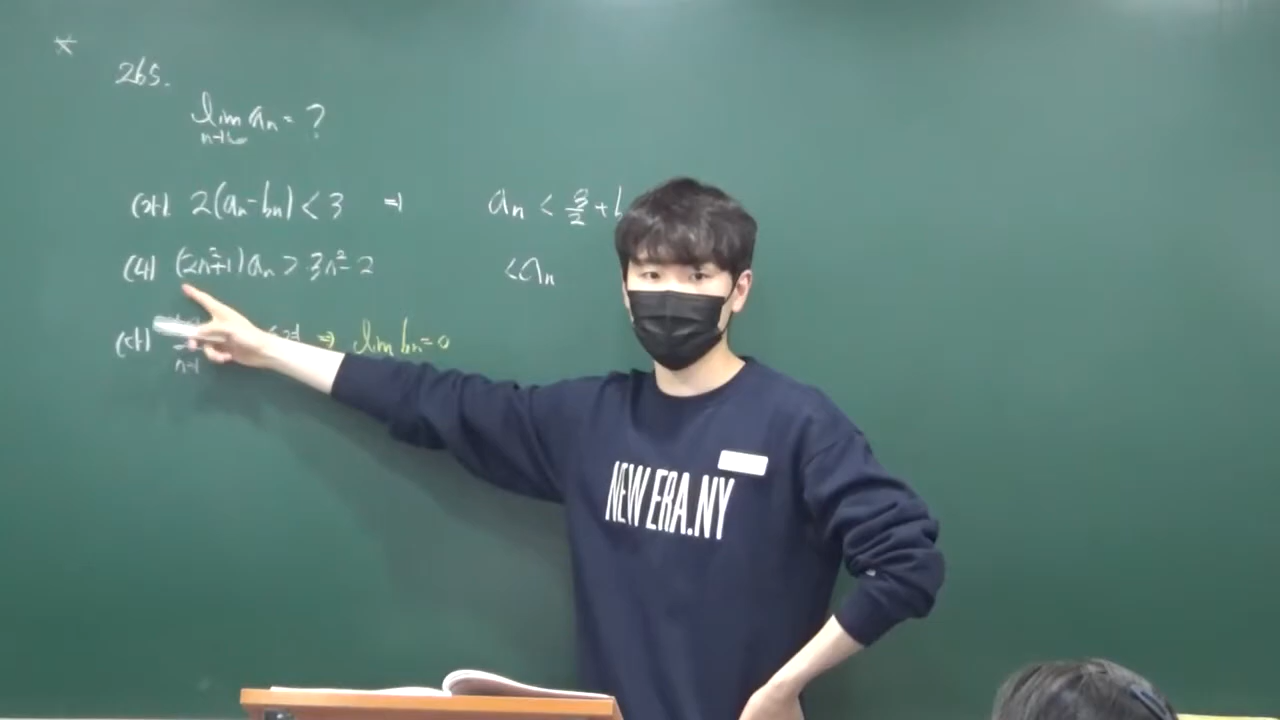 265.
lim aₙ = ?
n→∞
(가) 2(aₙ-bₙ) < 3 ⇒ aₙ < 3/2 + b
(나) (2n²+1)aₙ > 3n²-2 < aₙ
(다) ⇒ lim bₙ=0
n=1
NEW ERA.NY